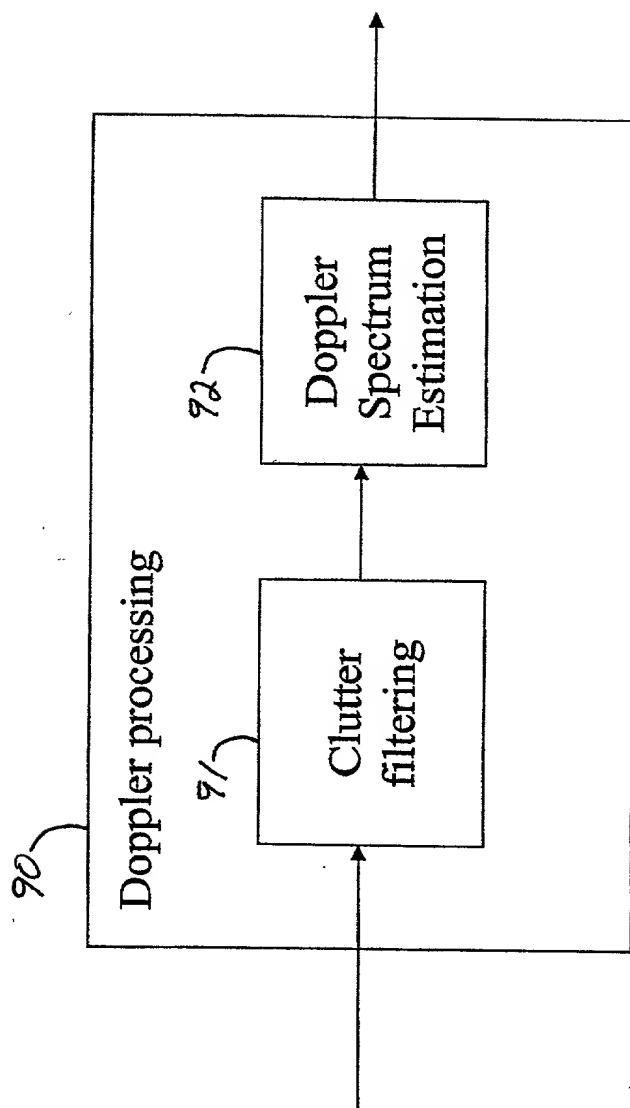 90
Doppler processing
91
Clutter
filtering
92
Doppler
Spectrum
Estimation